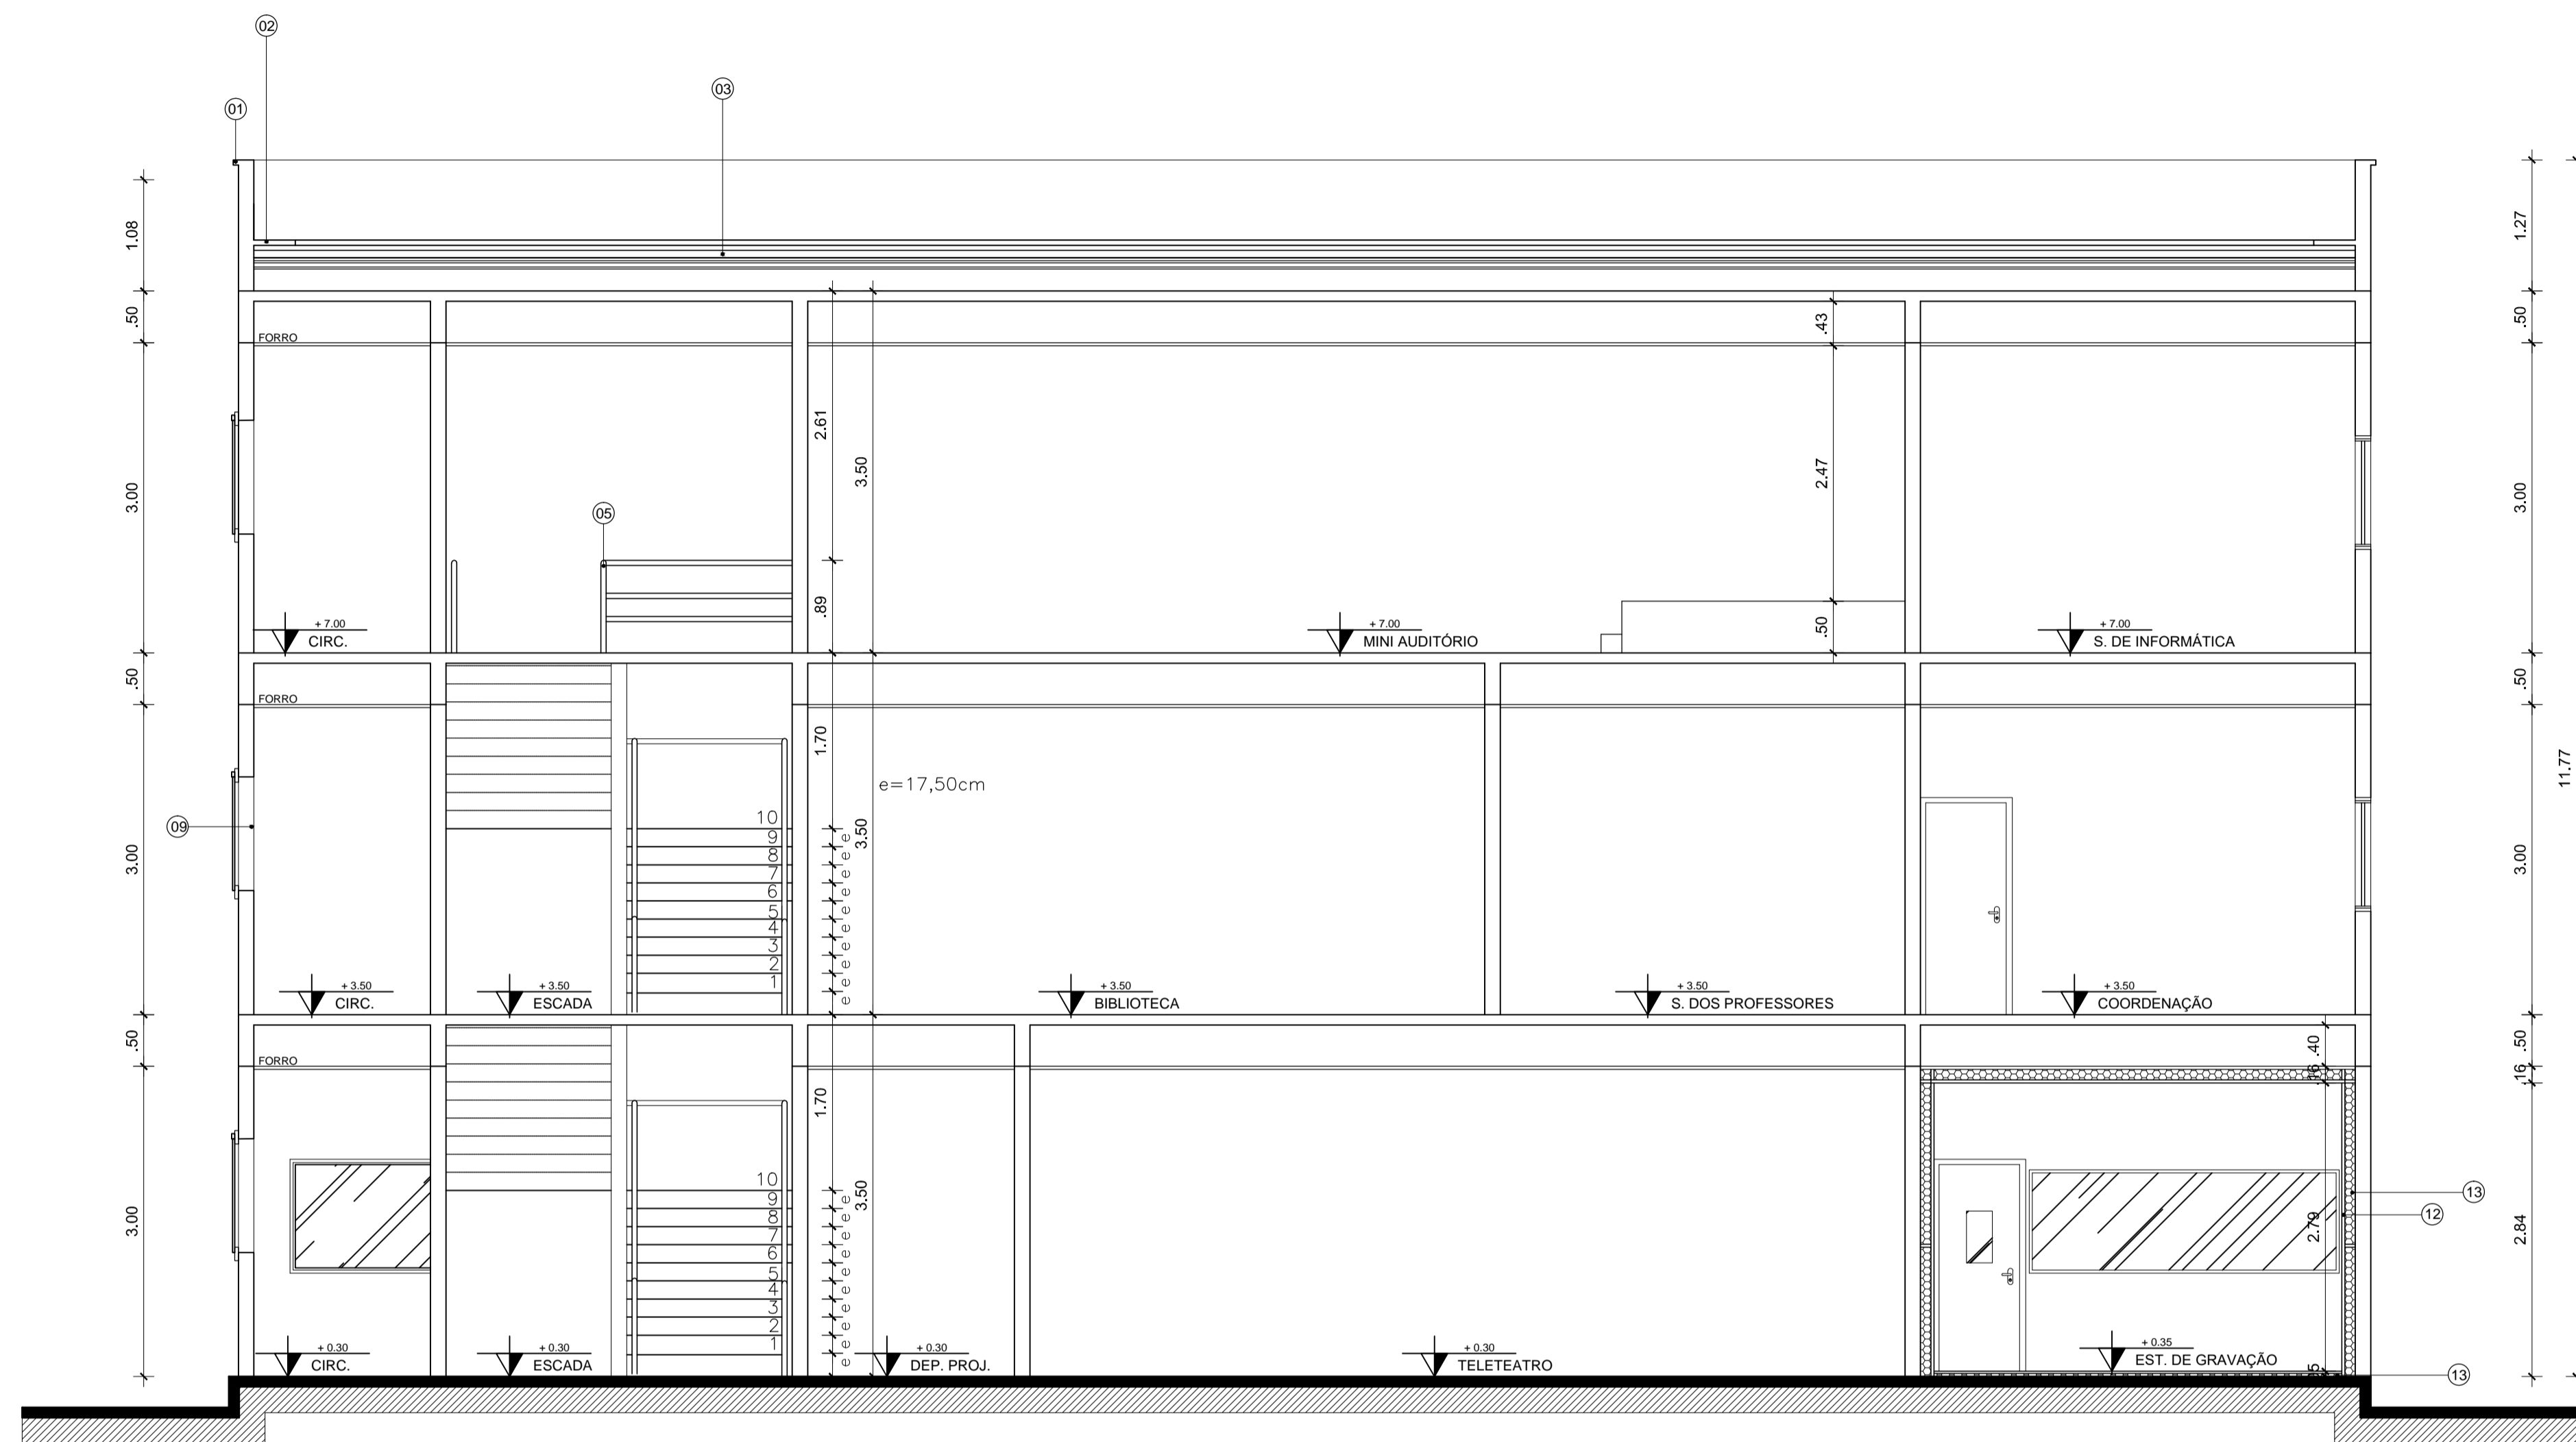 02
01
03
1.08
1.27
.50
.50
FORRO
.43
2.61
3.50
2.47
3.00
3.00
05
.89
.50
+ 7.00
CIRC.
+ 7.00
MINI AUDITÓRIO
+ 7.00
S. DE INFORMÁTICA
.50
.50
FORRO
1.70
11.77
e=17,50cm
09
3.50
3.00
3.00
10
9 e
8 e
7 e
6 e
5 e
4 e
3 e
2 e
1 e
e
+ 3.50
CIRC.
+ 3.50
ESCADA
+ 3.50
BIBLIOTECA
+ 3.50
S. DOS PROFESSORES
+ 3.50
COORDENAÇÃO
.50
.40
.50
FORRO
.16
.16
1.70
3.50
13
12
3.00
2.79
2.84
10
9 e
8 e
7 e
6 e
5 e
4 e
3 e
2 e
1 e
e
+ 0.30
CIRC.
+ 0.30
ESCADA
+ 0.30
DEP. PROJ.
+ 0.30
TELETEATRO
+ 0.35
EST. DE GRAVAÇÃO
13